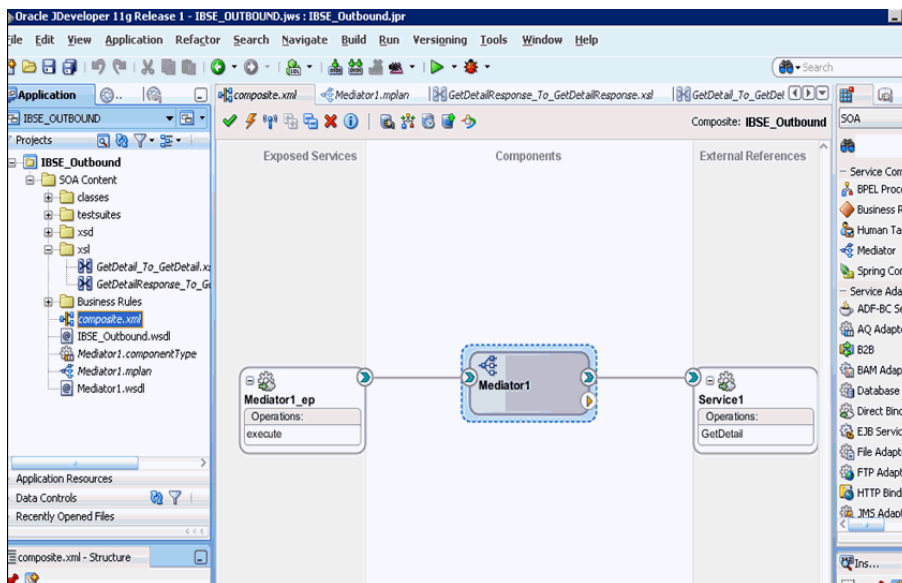 Oracle JDeveloper 11g Release 1 - IBSE_OUTBOUND.jws : IBSE_Outbound.jpr
File Edit View Application Refactor Search Navigate Build Run Versioning Tools Window Help
Search
Application
composite.xml
Mediator1.mplan
GetDetailResponse_To_GetDetailResponse.xsl
GetDetail_To_GetDet
IBSE_OUTBOUND
Composite: IBSE_Outbound
SOA
Projects
IBSE_Outbound
SOA Content
classes
testsuites
xsd
xsl
GetDetail_To_GetDetail.x
GetDetailResponse_To_G
Business Rules
composite.xml
IBSE_Outbound.wsdl
Mediator1.componentType
Mediator1.mplan
Mediator1.wsdl
Application Resources
Data Controls
Recently Opened Files
composite.xml - Structure
Exposed Services
Components
External References
Mediator1_ep
Operations:
execute
Mediator1
Service1
Operations:
GetDetail
Service Com
BPEL Proc
Business R
Human Ta
Mediator
Spring Con
Service Ada
ADF-BC Se
AQ Adapt
B2B
BAM Adap
Database
Direct Bind
EJB Servic
File Adapt
FTP Adapt
HTTP Bind
JMS Adapt
Ins...